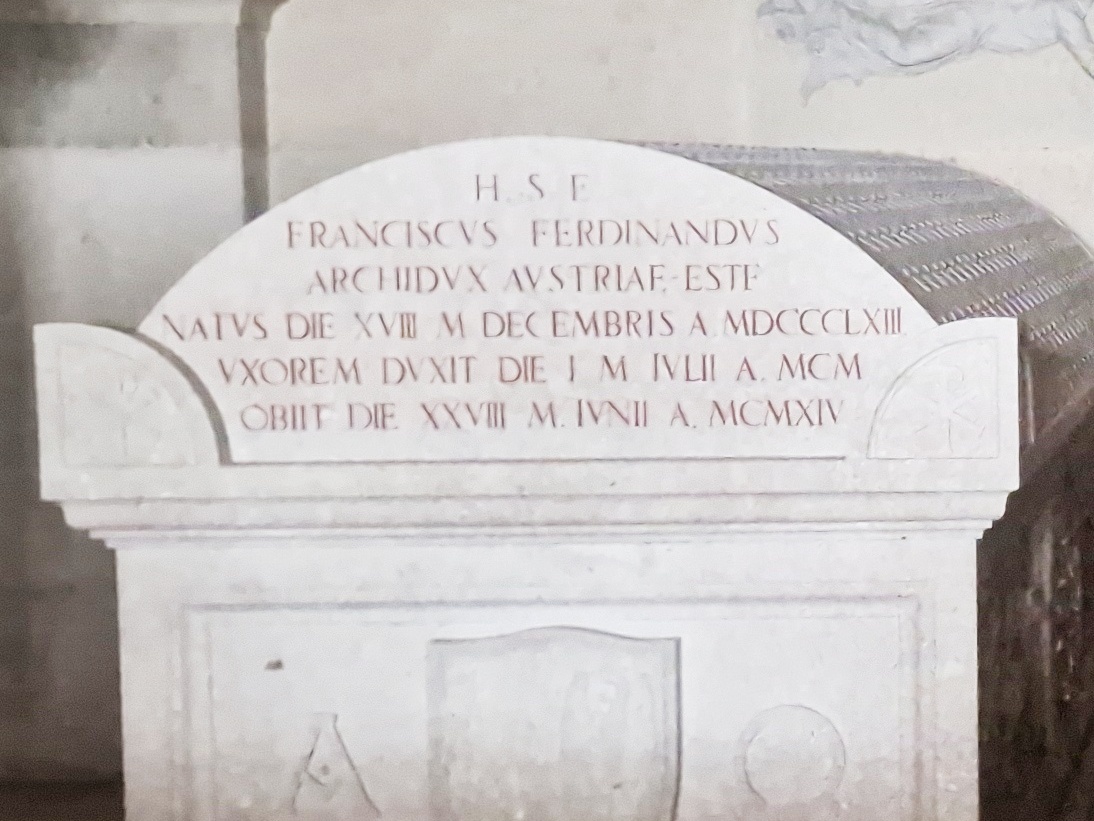 H. S E
FRANCISCVS FERDINANDVS
ARCHIDVX AVSTRIAE-ESTE
NATVS DIE XVIII M DECEMBRIS A. MDCCCLXIII.
VXOREM DVXIT DIE I M IVLII A. MCM
OBIIT DIE XXVIII M. IVNII A. MCMXIV
A O